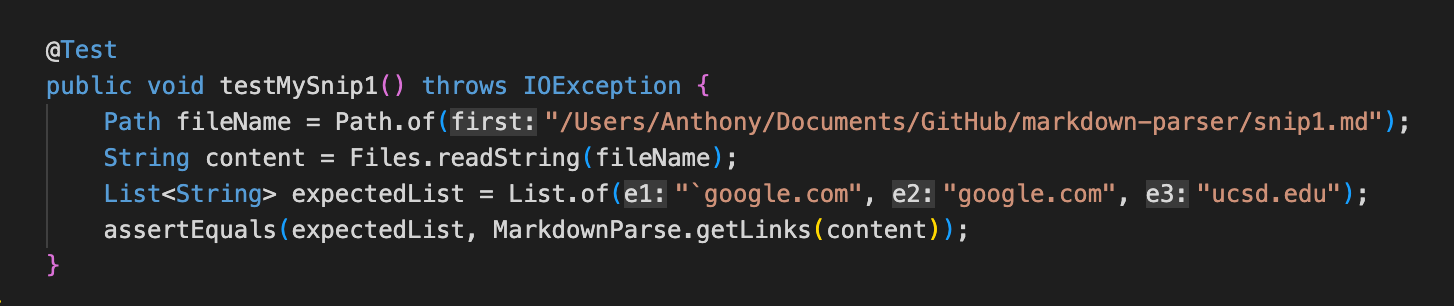 @Test
public void testMySnip1() throws IOException {
Path fileName = Path.of(first: "/Users/Anthony/Documents/GitHub/markdown-parser/snip1.md");
String content = Files.readString(fileName);
List<String> expectedList = List.of(e1: "`google.com", e2: "google.com", e3: "ucsd.edu");
assertEquals(expectedList, MarkdownParse.getLinks(content));
}